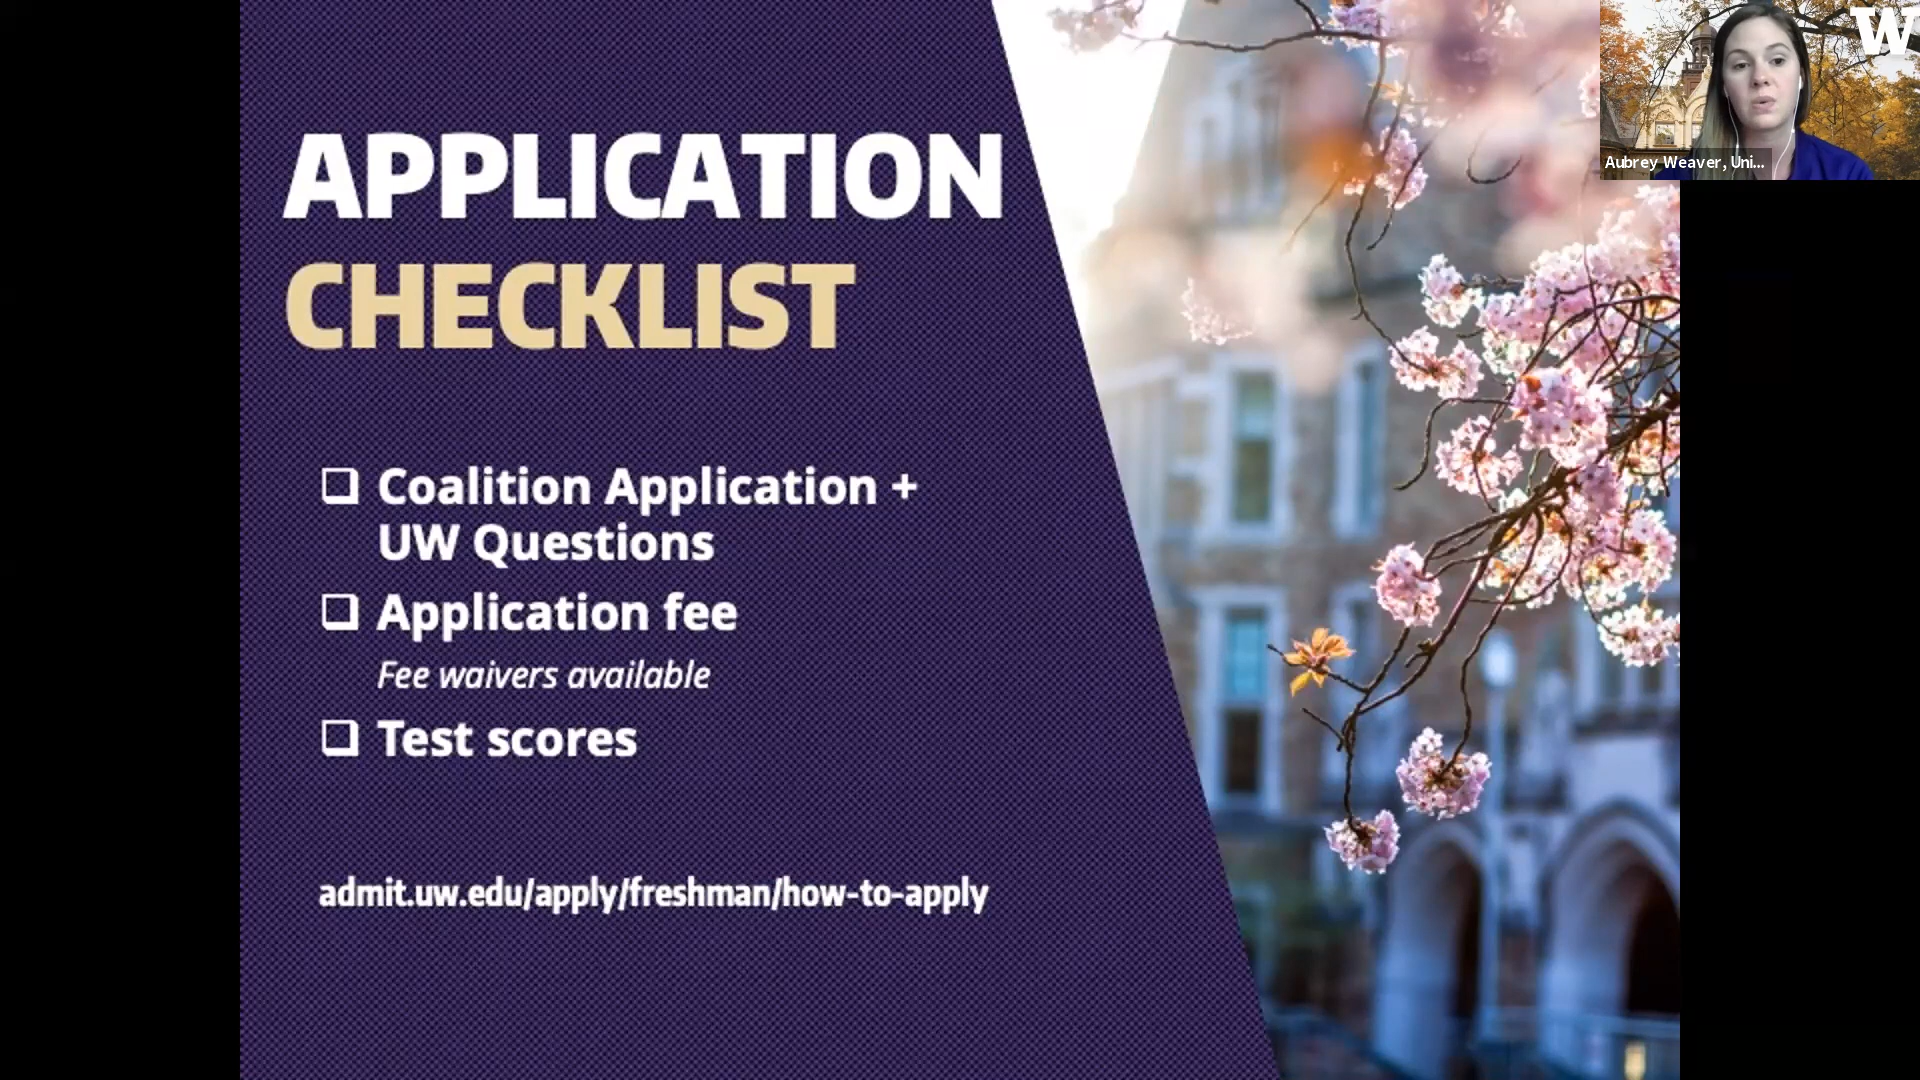 APPLICATION
CHECKLIST
Coalition Application +
UW Questions
Application fee
Fee waivers available
Test scores
admit.uw.edu/apply/freshman/how-to-apply
W
Aubrey Weaver, Uni...